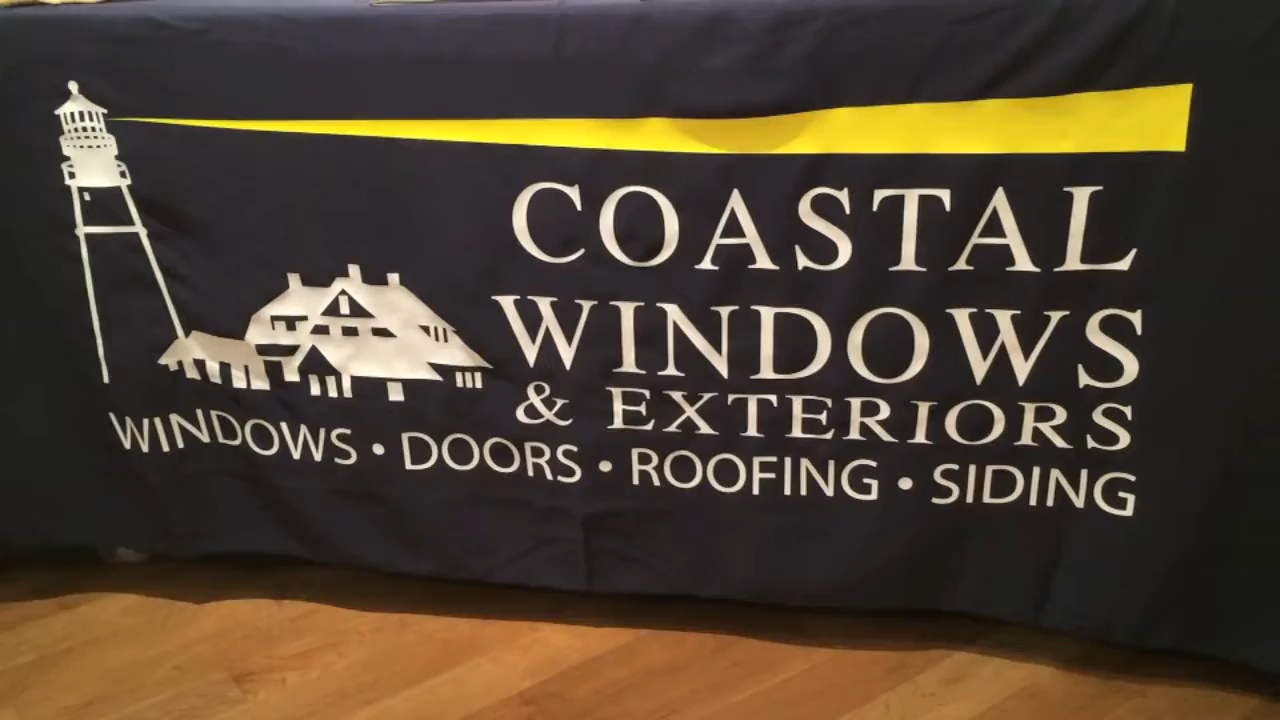 COASTAL
WINDOWS
& EXTERIORS
WINDOWS • DOORS • ROOFING • SIDING